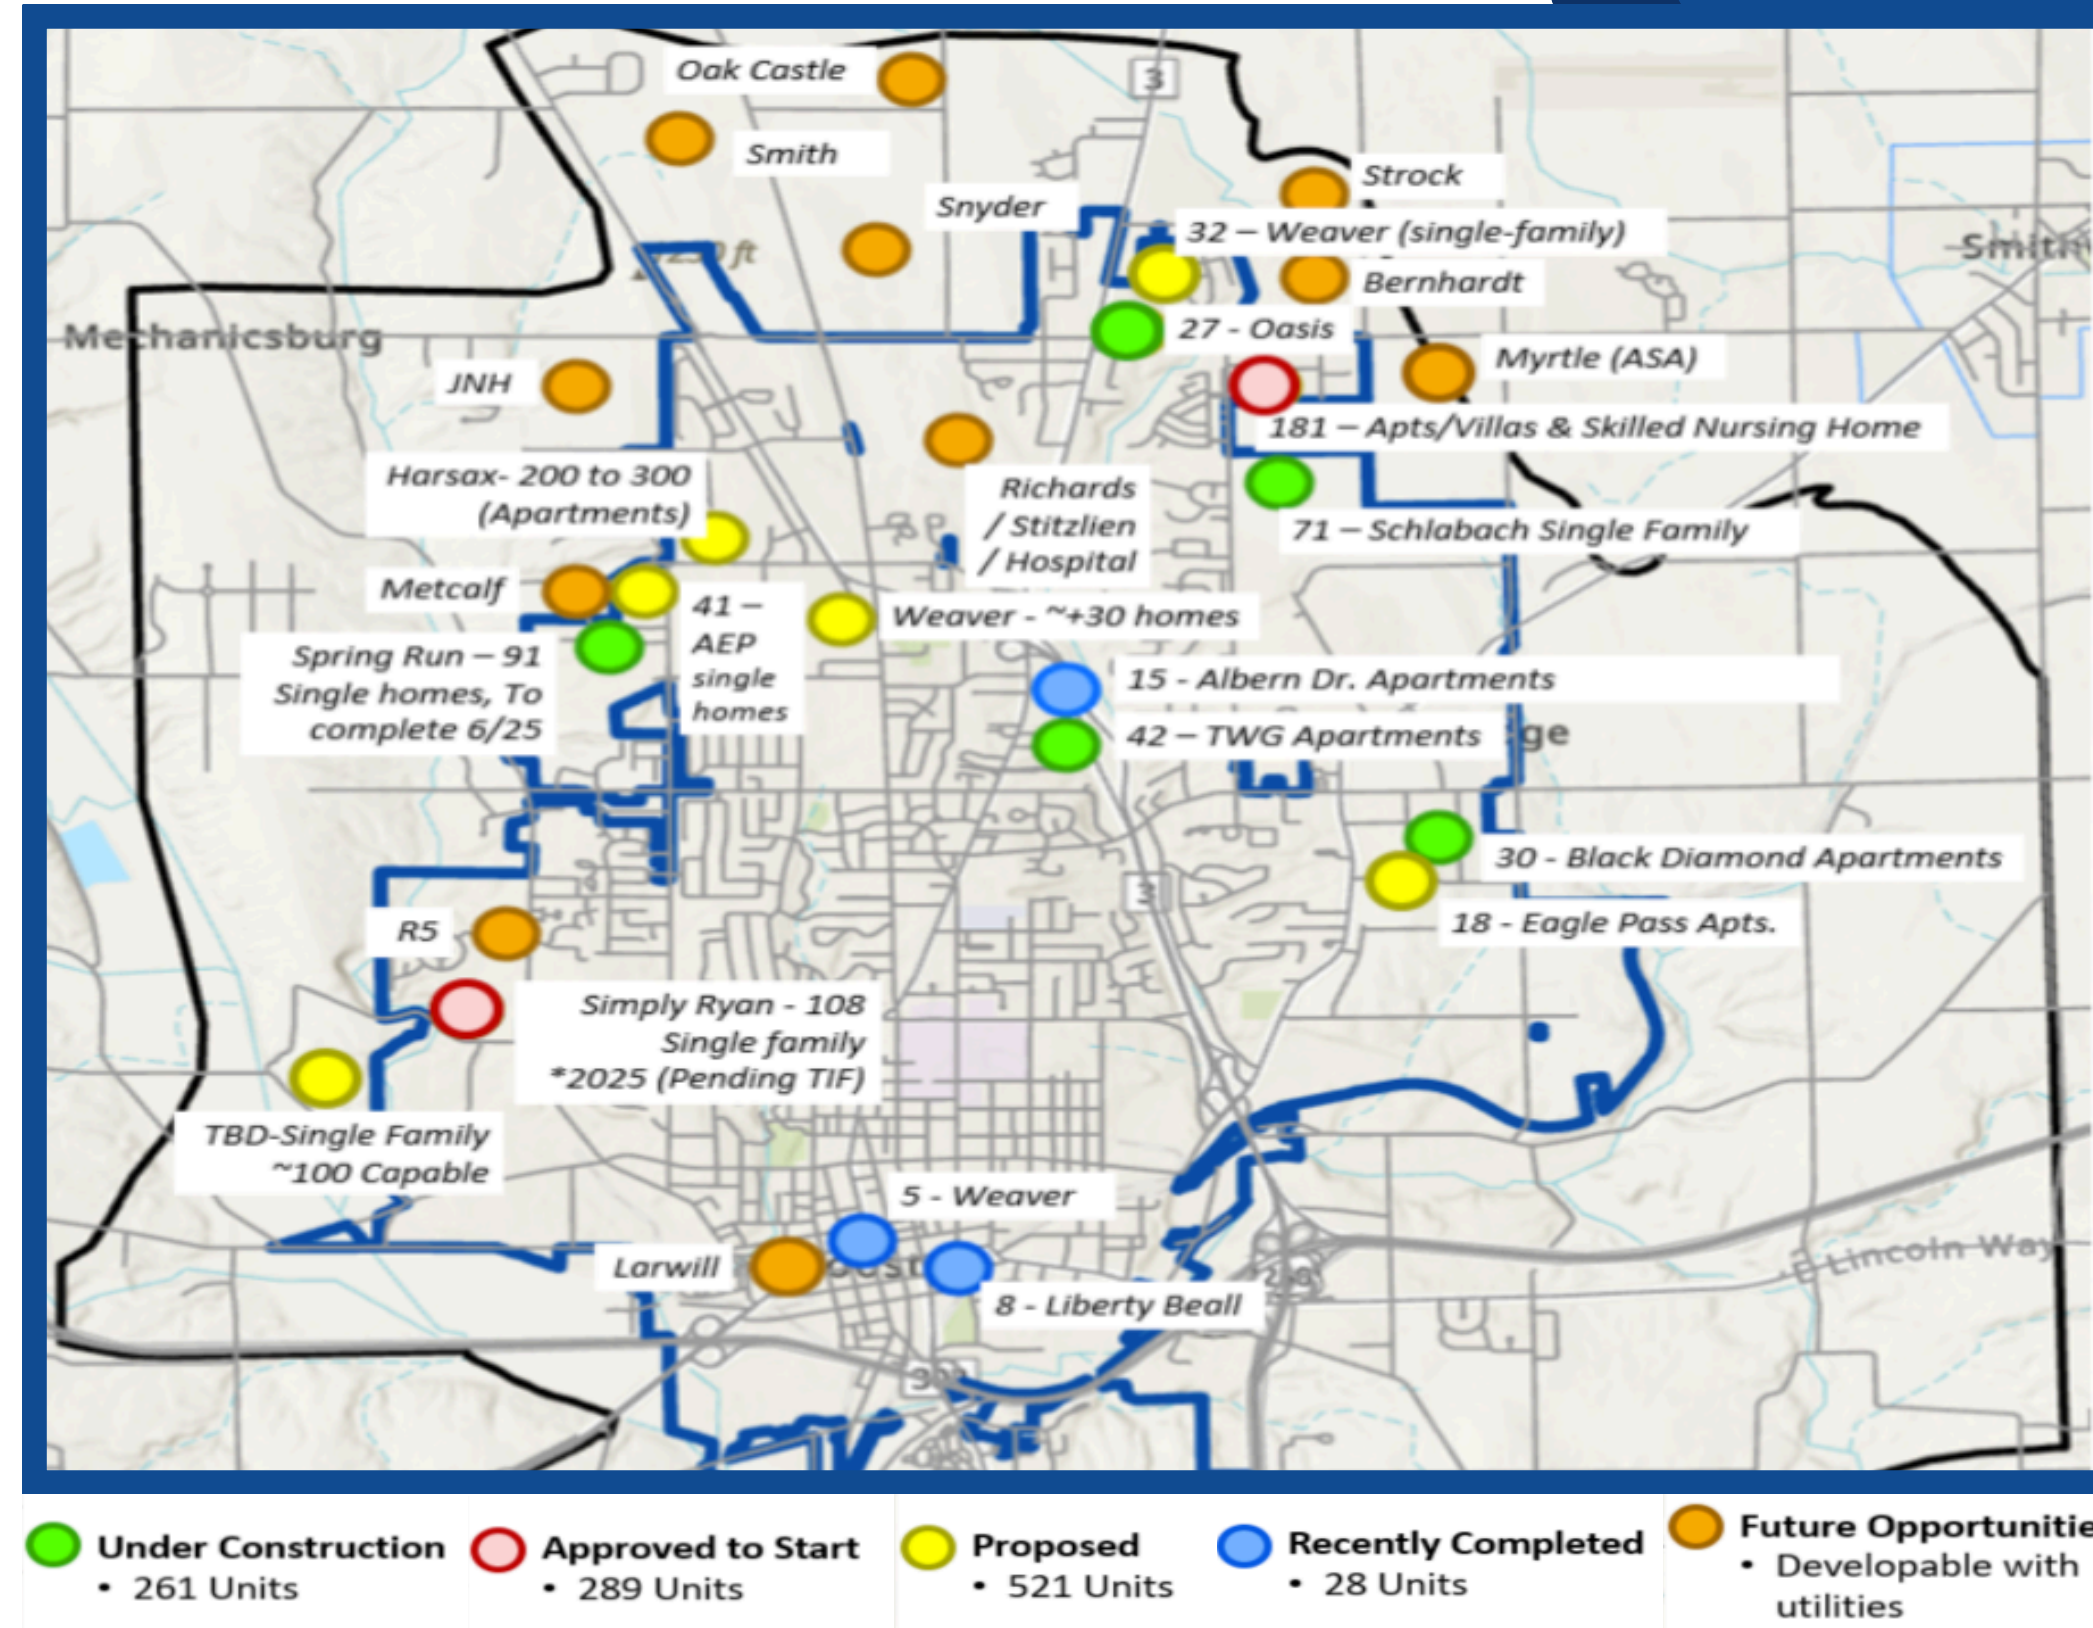 Oak Castle
3
Smith
Strock
Snyder
32 – Weaver (single-family)
Bernhardt
27 - Oasis
Mechanicsburg
Myrtle (ASA)
JNH
181 – Apts/Villas & Skilled Nursing Home
Harsax- 200 to 300
(Apartments)
Richards
/ Stitzlien
/ Hospital
71 – Schlabach Single Family
Metcalf
41 –
AEP
single
homes
Weaver - ~+30 homes
Spring Run – 91
Single homes, To
complete 6/25
15 - Albern Dr. Apartments
42 – TWG Apartments
ge
30 - Black Diamond Apartments
3
18 - Eagle Pass Apts.
R5
Simply Ryan - 108
Single family
*2025 (Pending TIF)
TBD-Single Family
~100 Capable
5 - Weaver
Larwill
8 - Liberty Beall
E Lincoln Way
Under Construction
• 261 Units
Approved to Start
• 289 Units
Proposed
• 521 Units
Recently Completed
• 28 Units
Future Opportunitie
• Developable with
utilities